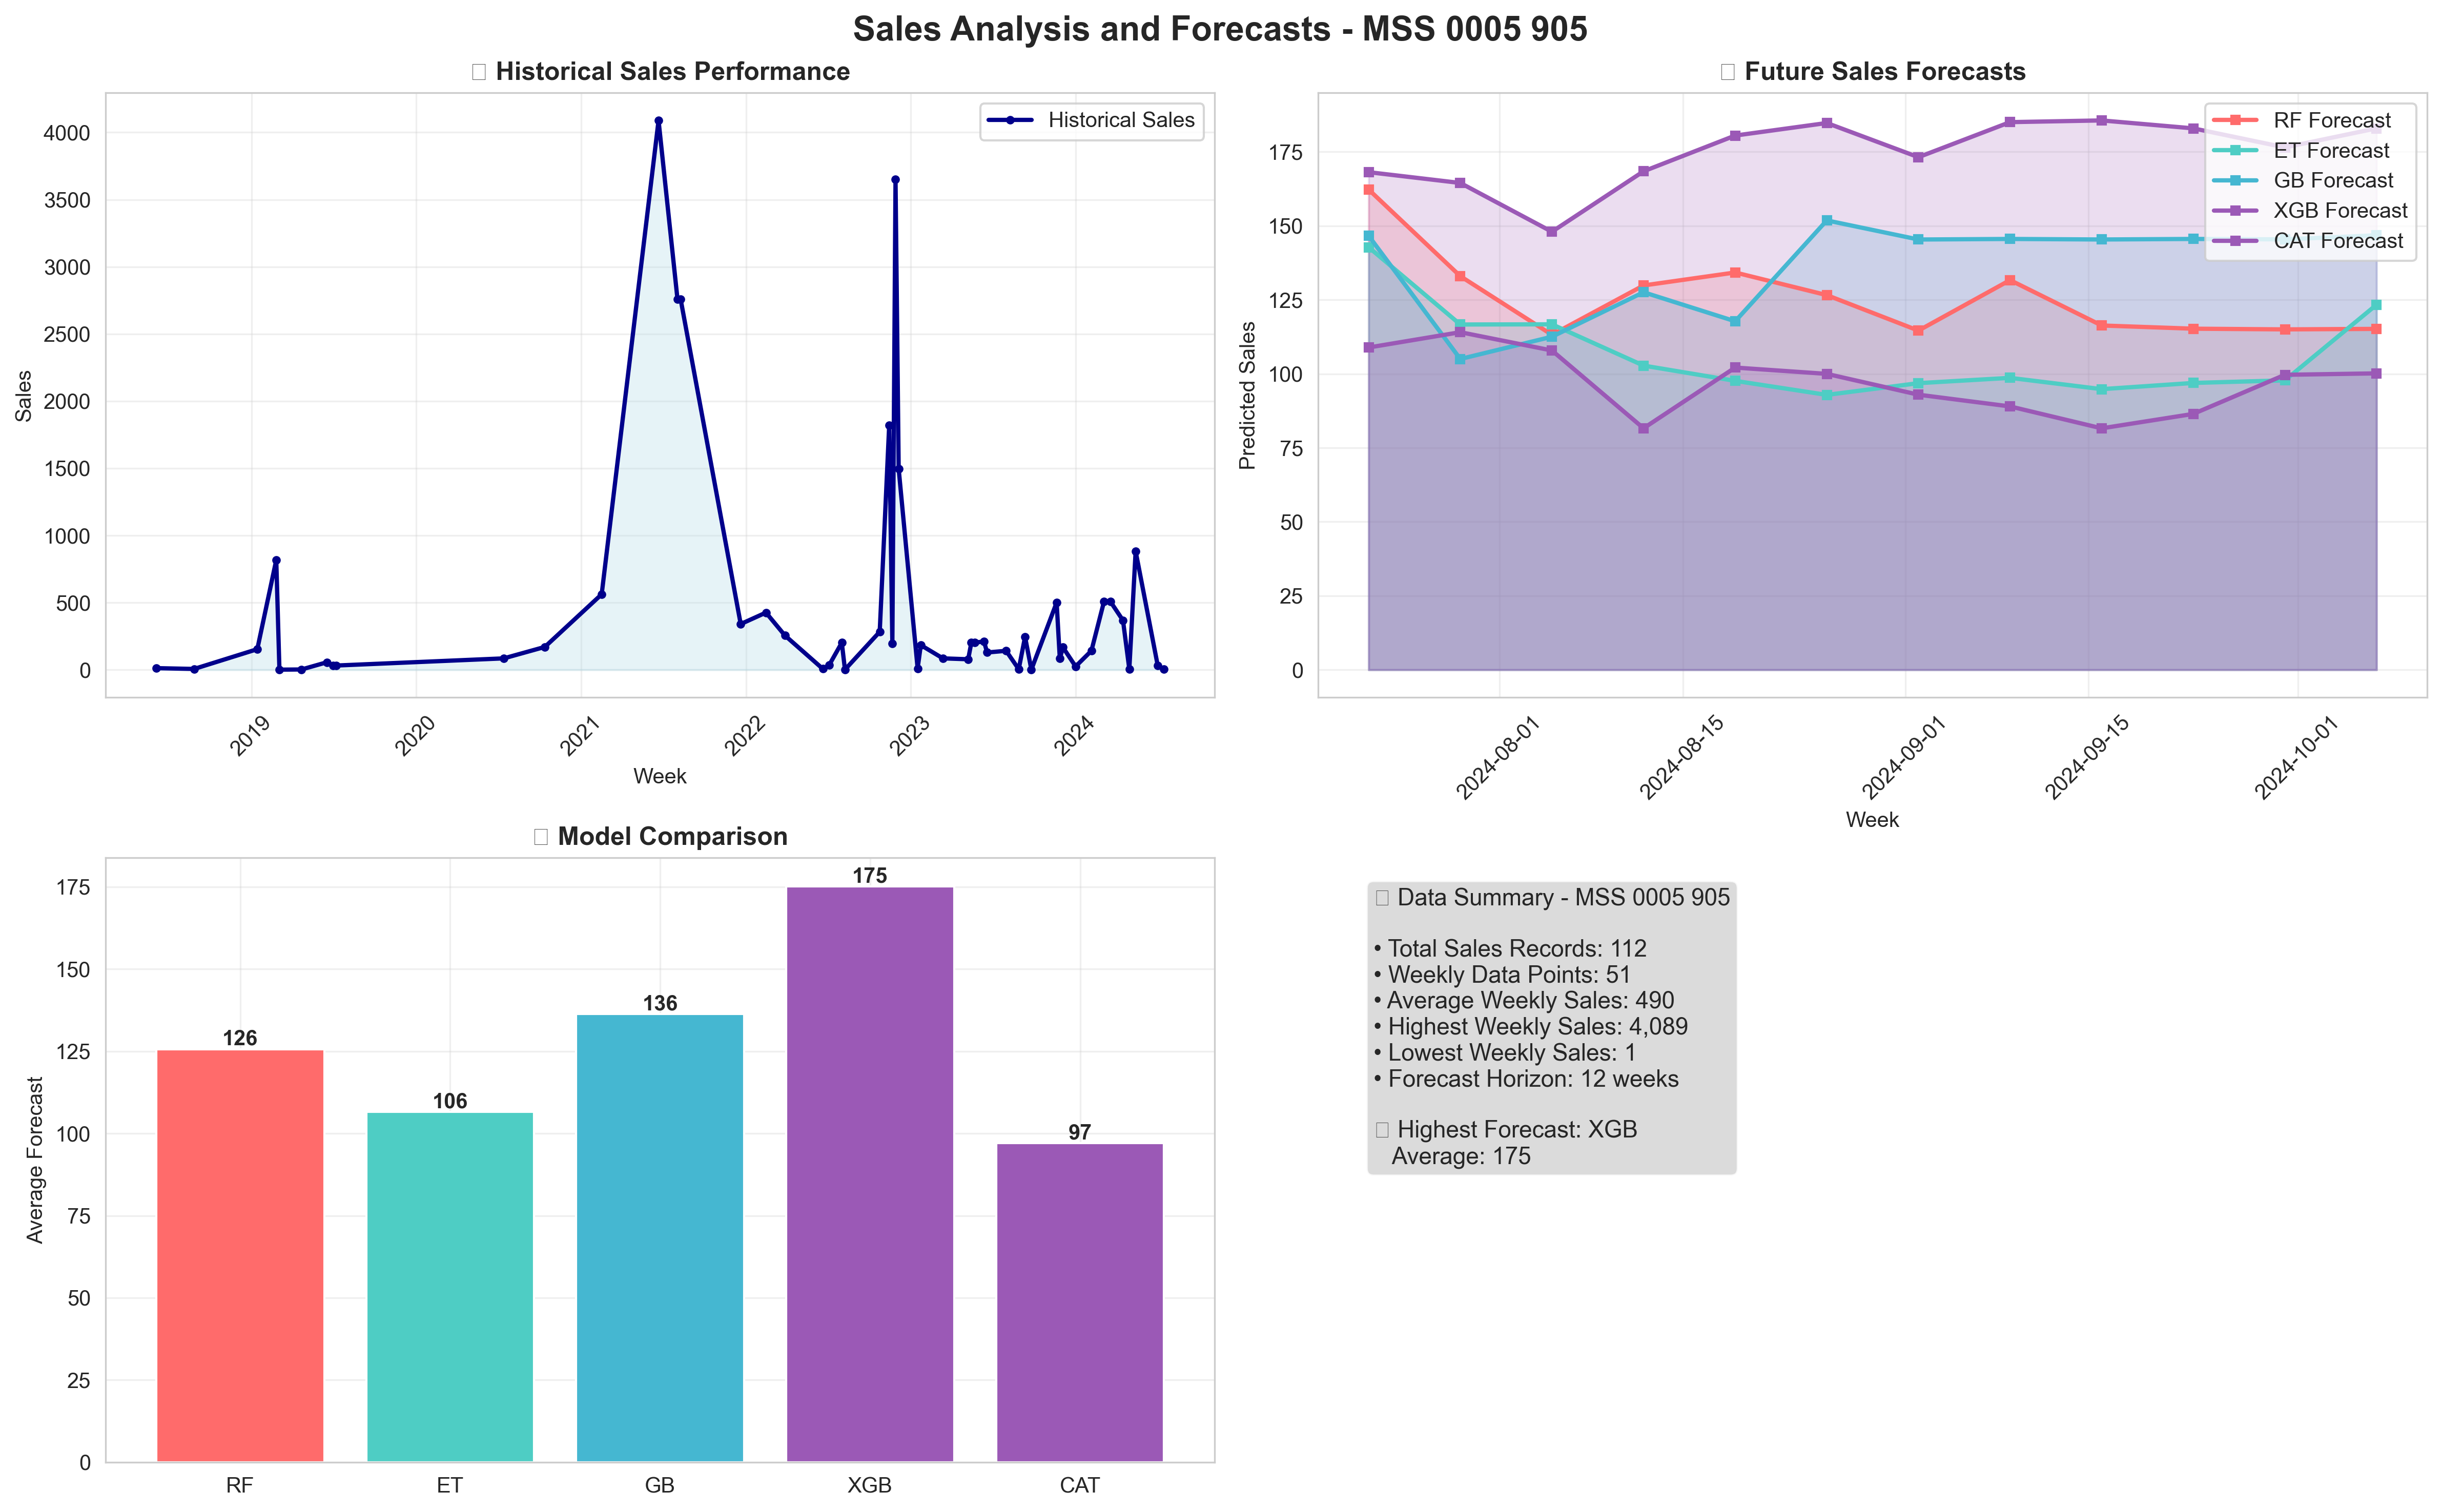 Sales Analysis and Forecasts - MSS 0005 905
Historical Sales Performance
Historical Sales
4000
3500
3000
2500
2000
1500
1000
500
0
Sales
2019
2020
2021
2022
2023
2024
Week
Future Sales Forecasts
RF Forecast
ET Forecast
GB Forecast
XGB Forecast
CAT Forecast
175
150
125
100
75
50
25
0
Predicted Sales
2024-08-01
2024-08-15
2024-09-01
2024-09-15
2024-10-01
Week
Model Comparison
175
150
125
100
75
50
25
0
Average Forecast
126
106
136
175
97
RF
ET
GB
XGB
CAT
Data Summary - MSS 0005 905
• Total Sales Records: 112
• Weekly Data Points: 51
• Average Weekly Sales: 490
• Highest Weekly Sales: 4,089
• Lowest Weekly Sales: 1
• Forecast Horizon: 12 weeks
Highest Forecast: XGB
Average: 175